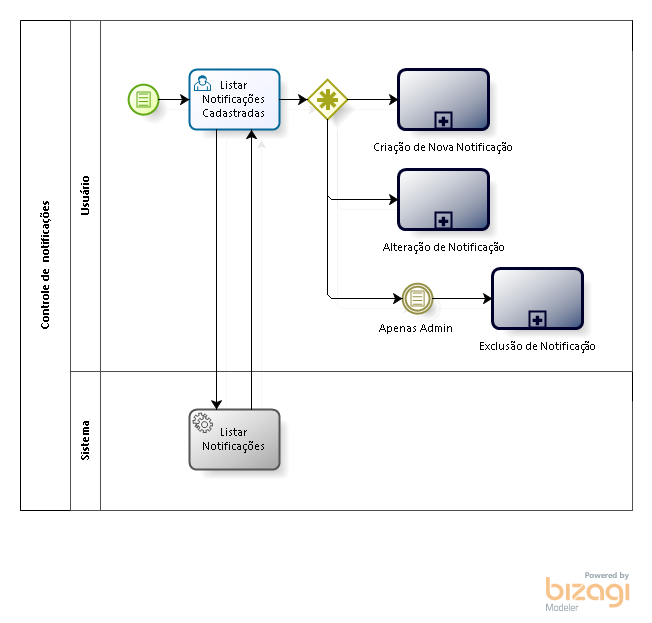 Controle de notificações
Usuário
Listar
Notificações
Cadastradas
Criação de Nova Notificação
Alteração de Notificação
Apenas Admin
Exclusão de Notificação
Sistema
Listar
Notificações
Powered by
bizagi
Modeler